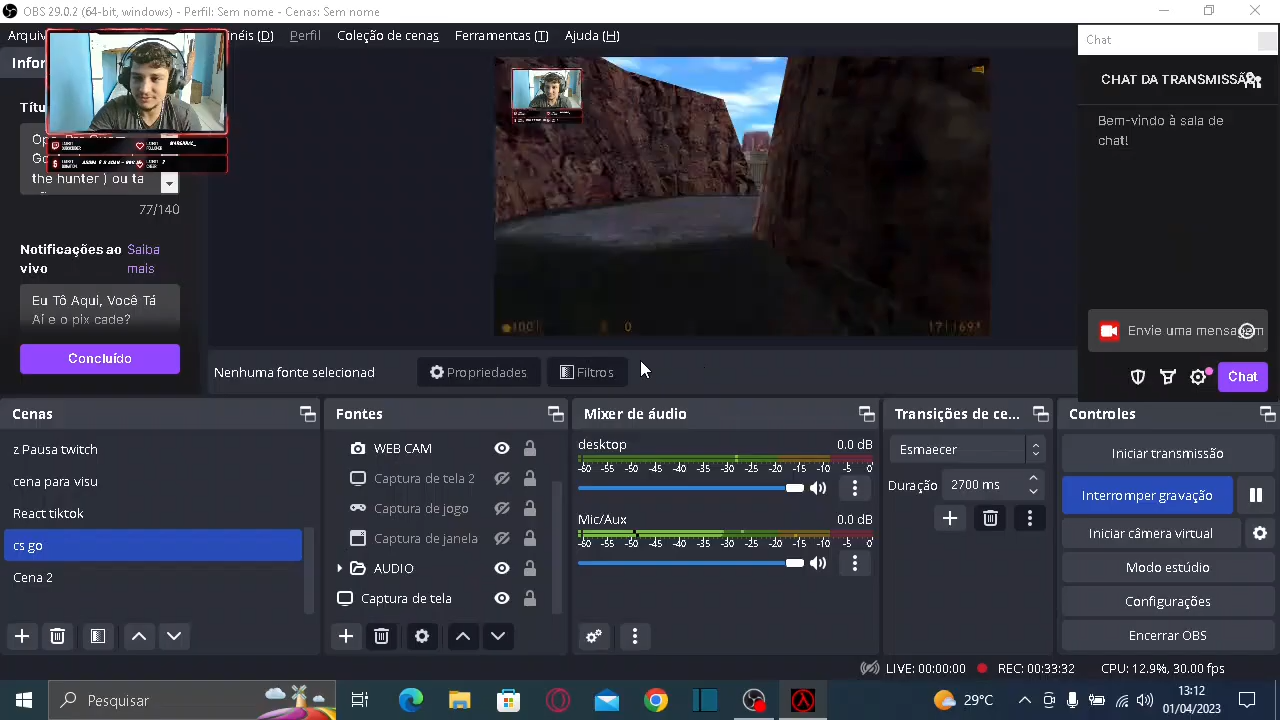 OBS 29.0.2 (64-bit, windows) - Perfil: Sem nome - Cenas: Sem nome
Arquiv
néis (D)
Perfil
Coleção de cenas
Ferramentas (T)
Ajuda (H)
Chat
Infor
CHAT DA TRANSMISSÃ
Bem-vindo à sala de
chat!
Títu
the hunter ) ou ta
77/140
Notificações ao
vivo
Saiba
mais
Eu Tô Aqui, Você Tá
Aí e o pix cade?
Concluído
Envie uma mensagem
Chat
Nenhuma fonte selecionad
Propriedades
Filtros
Cenas
z Pausa twitch
cena para visu
React tiktok
cs go
Cena 2
Fontes
WEB CAM
Captura de tela 2
Captura de jogo
Captura de janela
AUDIO
Captura de tela
Mixer de áudio
desktop
0.0 dB
-60 -55 -50 -45 -40 -35 -30 -25 -20 -15 -10 -5 0
Mic/Aux
0.0 dB
-60 -55 -50 -45 -40 -35 -30 -25 -20 -15 -10 -5 0
Transições de ce...
Esmaecer
Duração
2700 ms
Controles
Iniciar transmissão
Interromper gravação
Iniciar câmera virtual
Modo estúdio
Configurações
Encerrar OBS
LIVE: 00:00:00
REC: 00:33:32
CPU: 12.9%, 30.00 fps
Pesquisar
29°C
13:12
01/04/2023